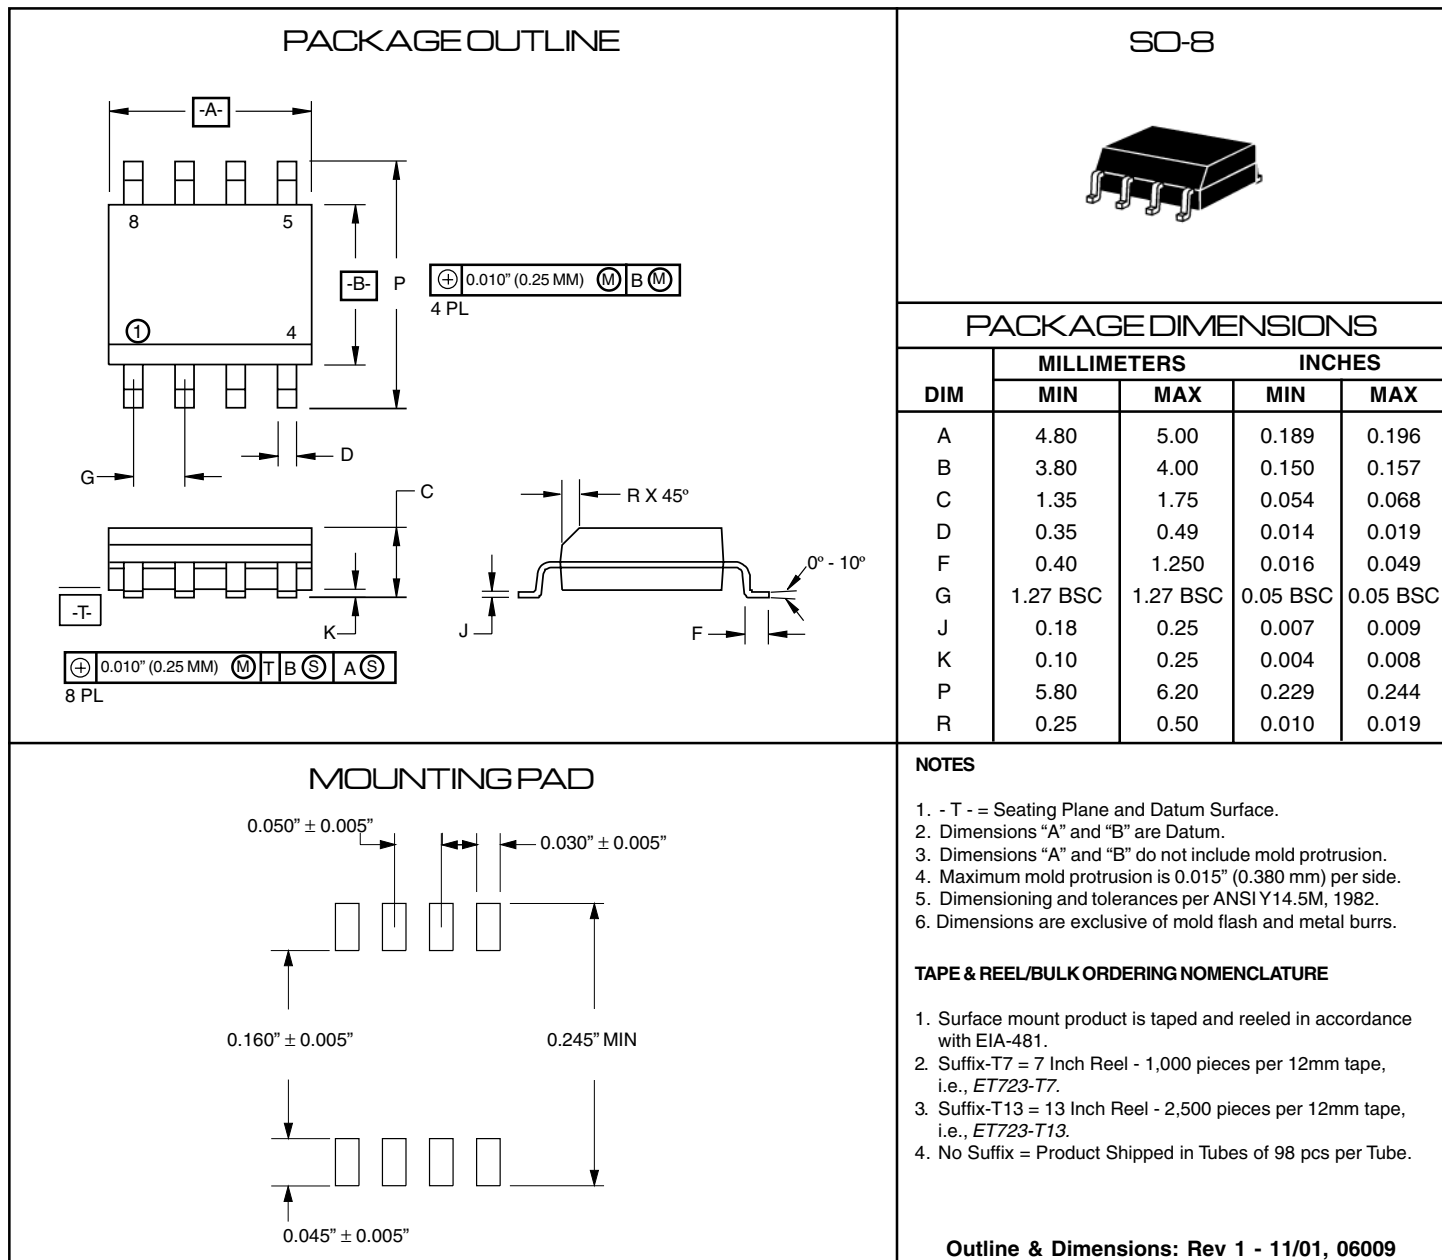 PACKAGE OUTLINE
-A-
8 5
-B- P
⌖ 0.010” (0.25 MM) Ⓜ B Ⓜ
4 PL
① 4
D
G
C
-T-
K
⌖ 0.010” (0.25 MM) Ⓜ T B Ⓢ A Ⓢ
8 PL
R X 45º
0º - 10º
J
F
SO-8
PACKAGE DIMENSIONS
MILLIMETERS INCHES
DIM MIN MAX MIN MAX
A 4.80 5.00 0.189 0.196
B 3.80 4.00 0.150 0.157
C 1.35 1.75 0.054 0.068
D 0.35 0.49 0.014 0.019
F 0.40 1.250 0.016 0.049
G 1.27 BSC 1.27 BSC 0.05 BSC 0.05 BSC
J 0.18 0.25 0.007 0.009
K 0.10 0.25 0.004 0.008
P 5.80 6.20 0.229 0.244
R 0.25 0.50 0.010 0.019
MOUNTING PAD
0.050” ± 0.005”
0.030” ± 0.005”
0.160” ± 0.005”
0.245” MIN
0.045” ± 0.005”
NOTES
1. - T - = Seating Plane and Datum Surface.
2. Dimensions “A” and “B” are Datum.
3. Dimensions “A” and “B” do not include mold protrusion.
4. Maximum mold protrusion is 0.015” (0.380 mm) per side.
5. Dimensioning and tolerances per ANSI Y14.5M, 1982.
6. Dimensions are exclusive of mold flash and metal burrs.
TAPE & REEL/BULK ORDERING NOMENCLATURE
1. Surface mount product is taped and reeled in accordance
with EIA-481.
2. Suffix-T7 = 7 Inch Reel - 1,000 pieces per 12mm tape,
i.e., ET723-T7.
3. Suffix-T13 = 13 Inch Reel - 2,500 pieces per 12mm tape,
i.e., ET723-T13.
4. No Suffix = Product Shipped in Tubes of 98 pcs per Tube.
Outline & Dimensions: Rev 1 - 11/01, 06009